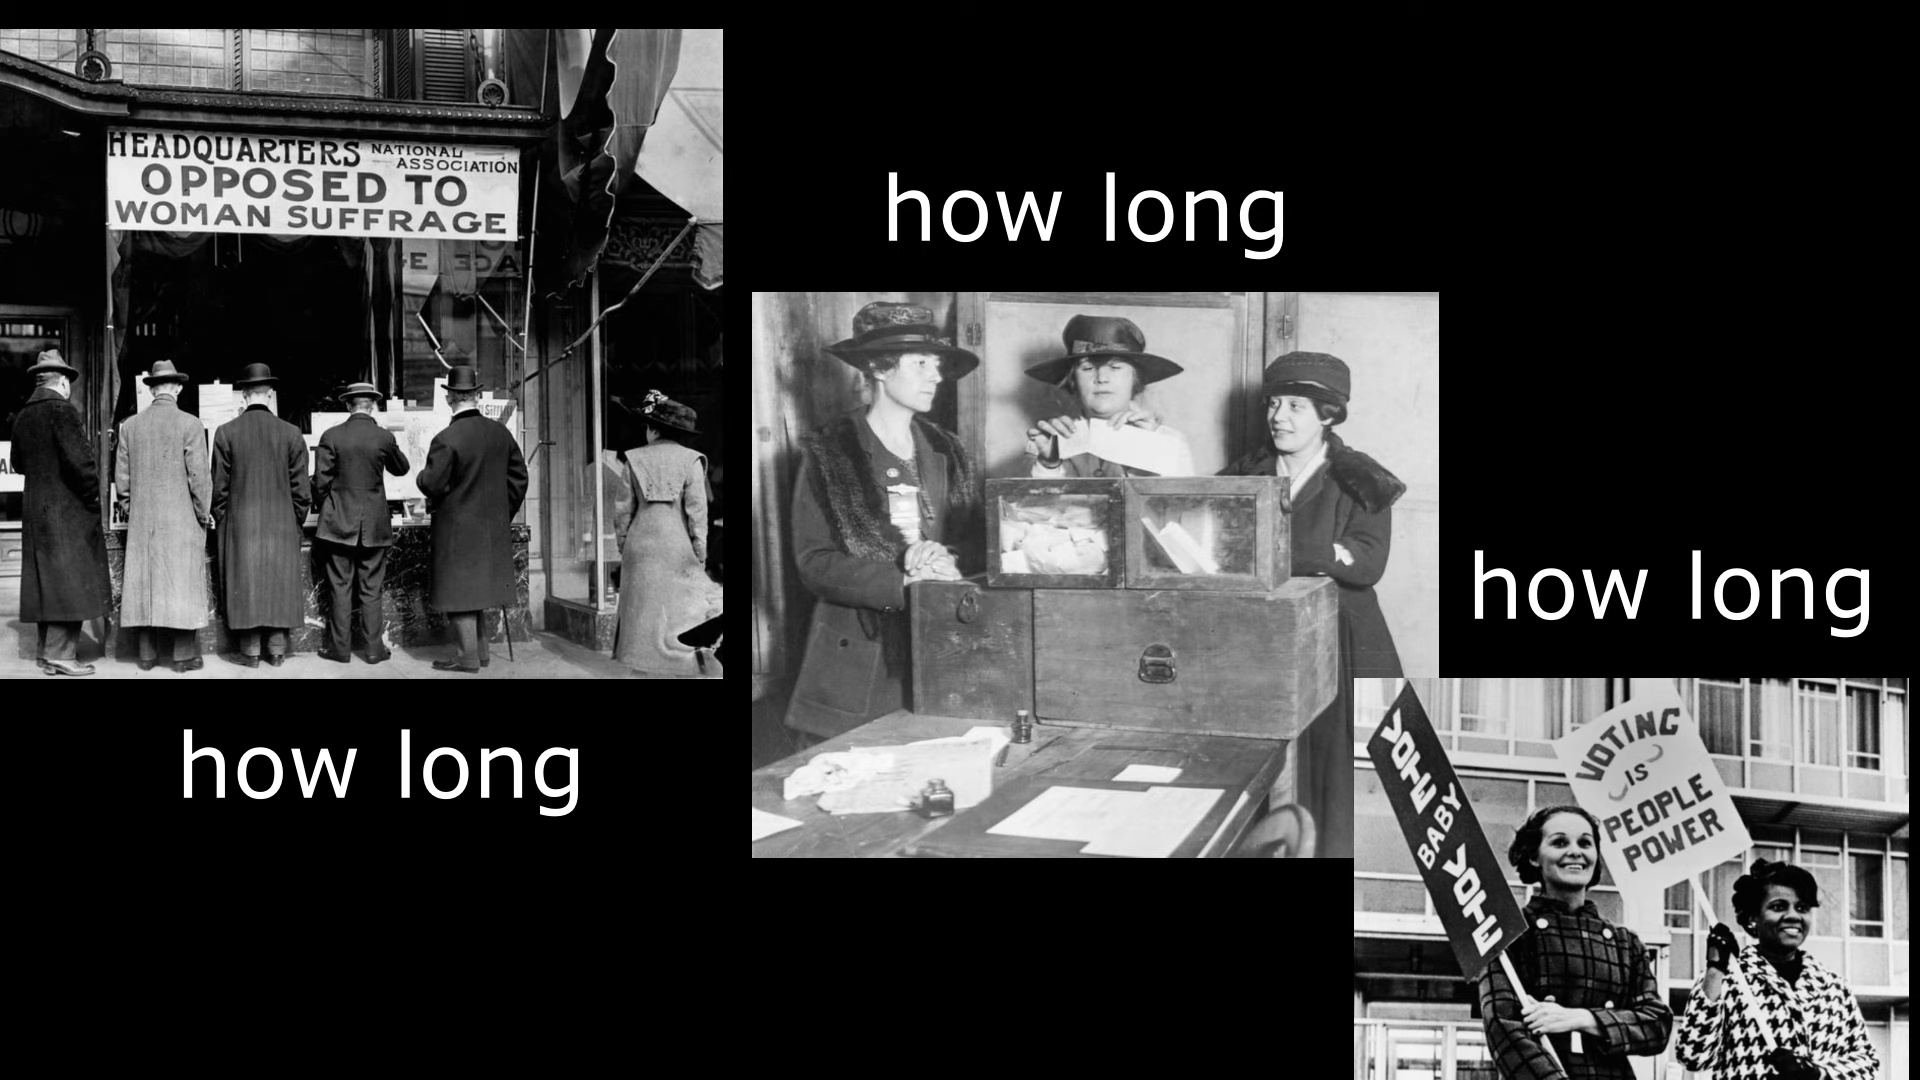 HEADQUARTERS NATIONAL ASSOCIATION
OPPOSED TO
WOMAN SUFFRAGE
how long
how long
how long
VOTE
BABY
VOTE
VOTING
IS
PEOPLE
POWER